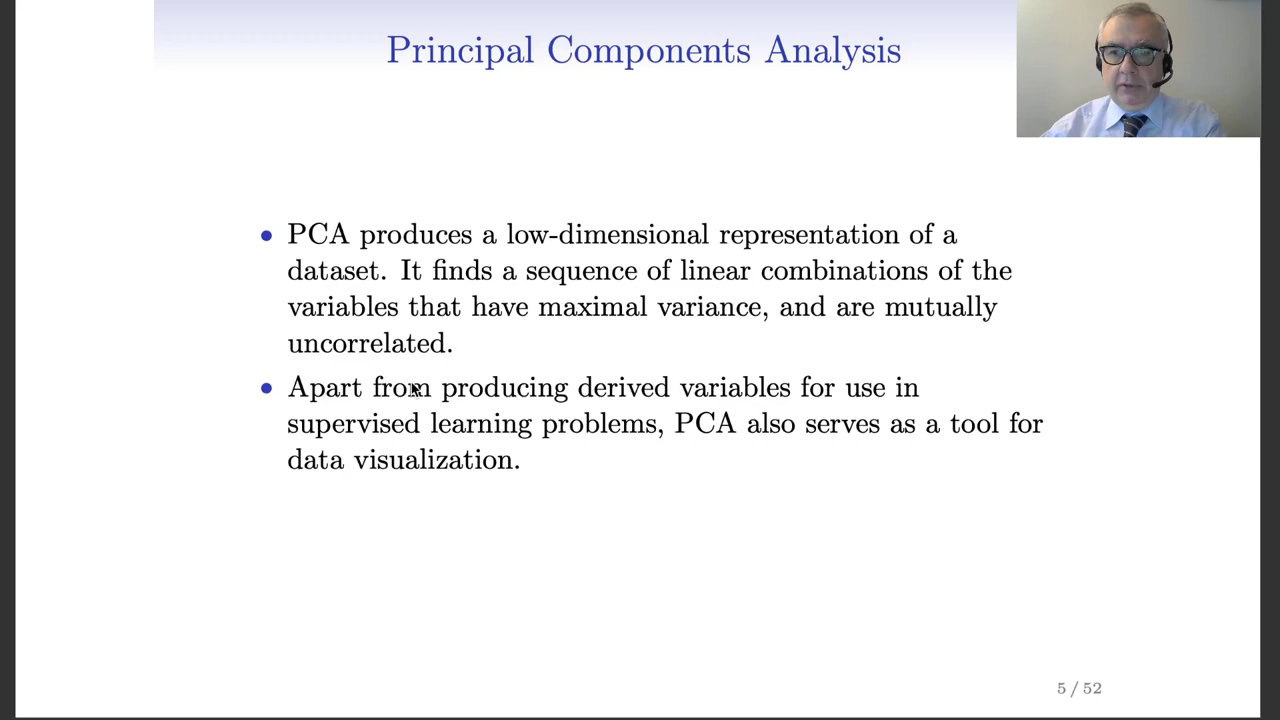 Principal Components Analysis
• PCA produces a low-dimensional representation of a
dataset. It finds a sequence of linear combinations of the
variables that have maximal variance, and are mutually
uncorrelated.
• Apart from producing derived variables for use in
supervised learning problems, PCA also serves as a tool for
data visualization.
5 / 52